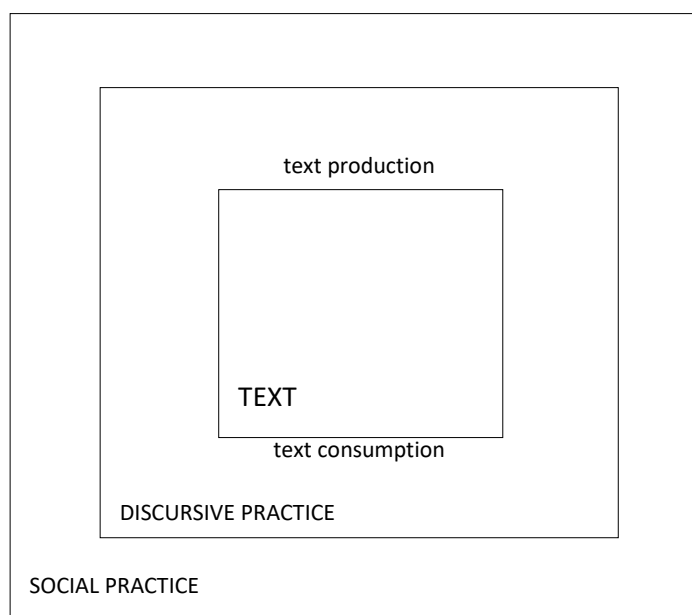 text production
TEXT
text consumption
DISCURSIVE PRACTICE
SOCIAL PRACTICE